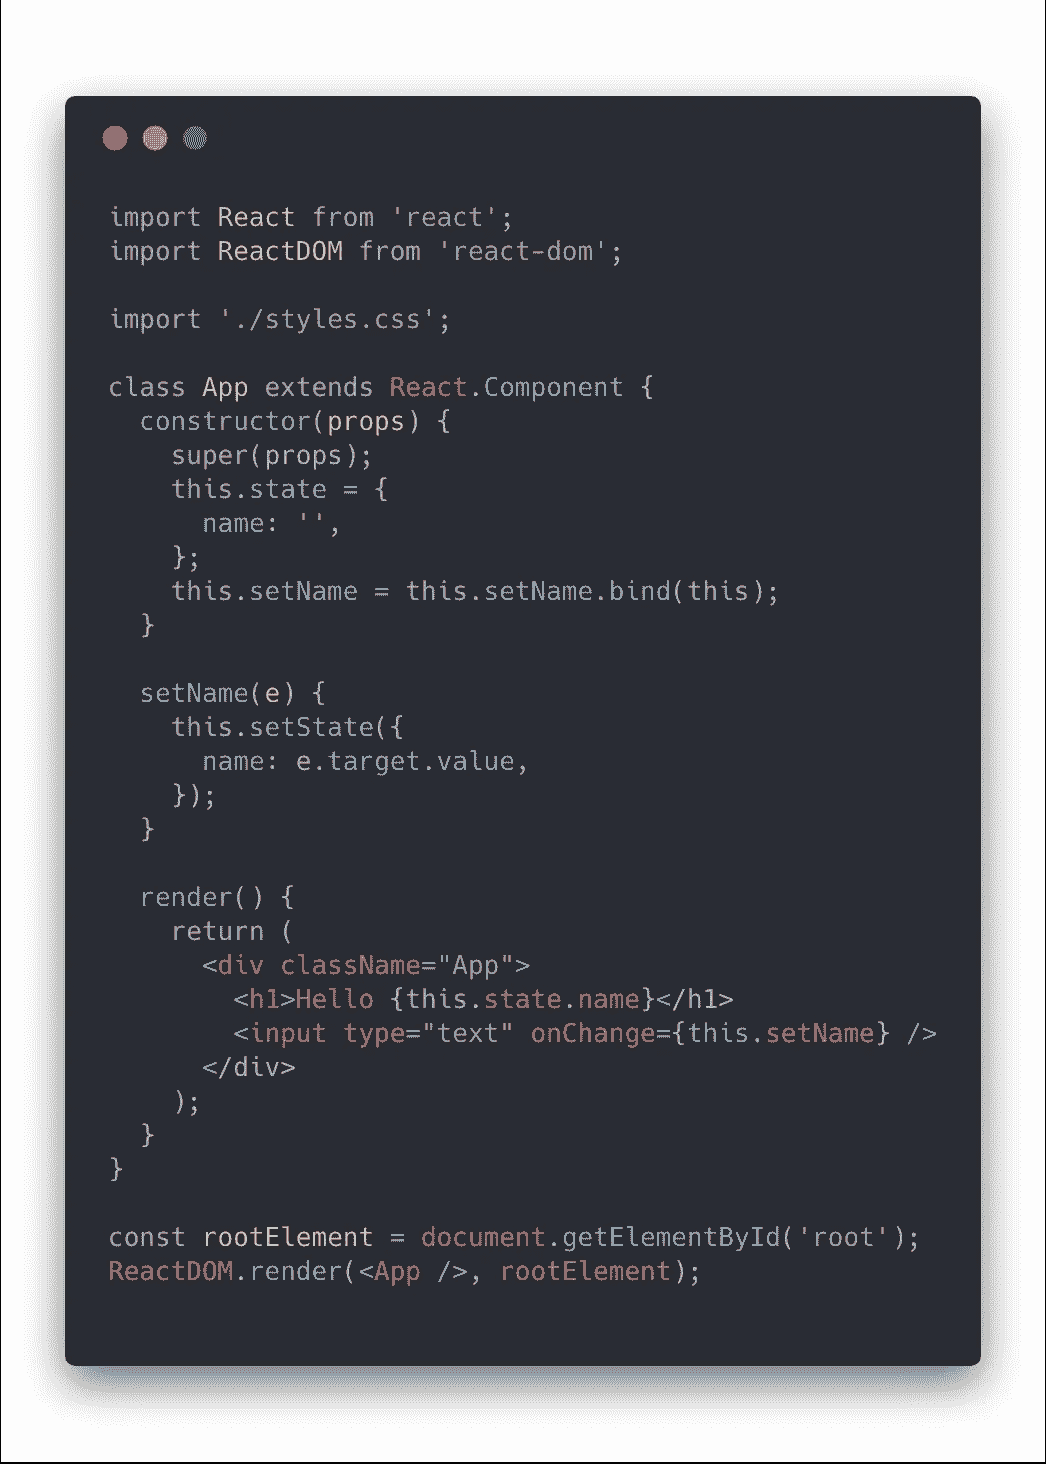 import React from 'react';
import ReactDOM from 'react-dom';

import './styles.css';

class App extends React.Component {
  constructor(props) {
    super(props);
    this.state = {
      name: '',
    };
    this.setName = this.setName.bind(this);
  }

  setName(e) {
    this.setState({
      name: e.target.value,
    });
  }

  render() {
    return (
      <div className="App">
        <h1>Hello {this.state.name}</h1>
        <input type="text" onChange={this.setName} />
      </div>
    );
  }
}

const rootElement = document.getElementById('root');
ReactDOM.render(<App />, rootElement);